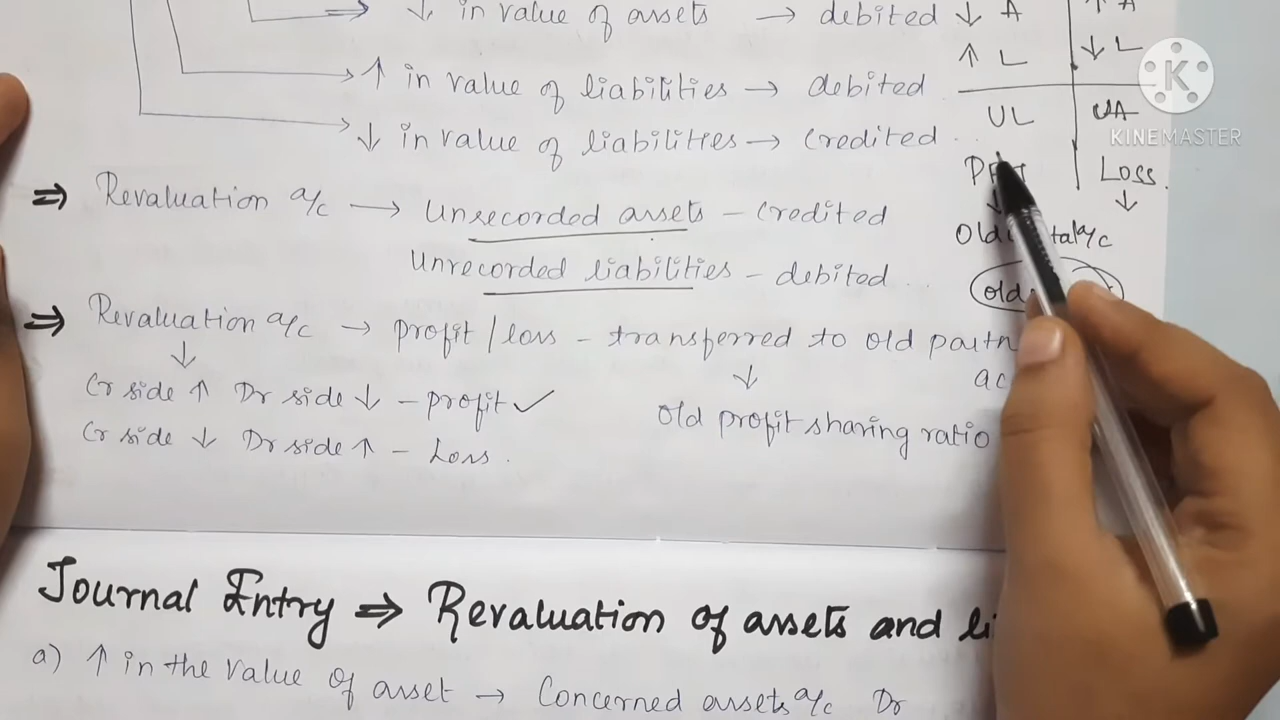 ↓ in value of assets → debited ↓ A ↑ A
↑ in value of liabilities → debited ↑ L ↓ L
↓ in value of liabilities → credited .. UL UA
K
KINEMASTER
⇒ Revaluation a/c → Unrecorded assets - credited Loss.
Unrecorded liabilities - debited .. Old a/c
⇒ Revaluation a/c → profit / loss - transferred to old old
↓ ↓
Cr side ↑ Dr side ↓ - profit ✓ Old profit sharing ratio
Cr side ↓ Dr side ↑ - Loss.
Journal Entry ⇒ Revaluation of assets and
a) ↑ in the value of asset → Concerned assets a/c Dr